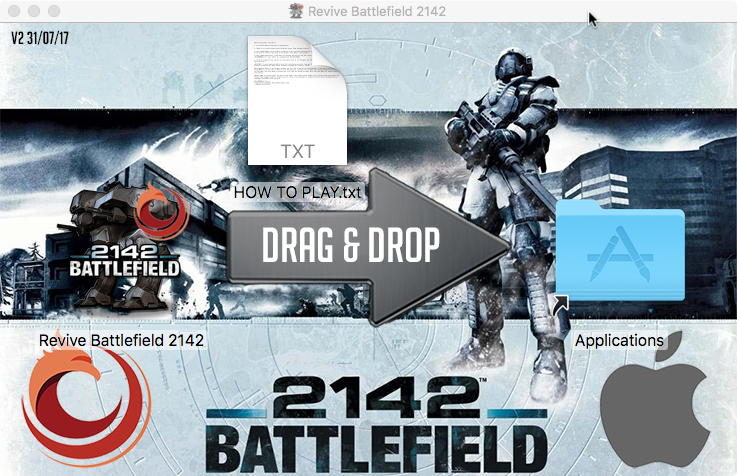 Revive Battlefield 2142
V2 31/07/17
TXT
HOW TO PLAY.txt
2142
BATTLEFIELD
DRAG & DROP
Revive Battlefield 2142
Applications
2142™
BATTLEFIELD